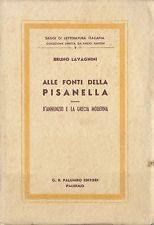 SAGGI DI LETTERATURA ITALIANA
BRUNO LAVAGNINI
ALLE FONTI DELLA
PISANELLA
D'ANNUNZIO E LA GRECIA MODERNA
G. B. PALUMBO EDITORE
PALERMO